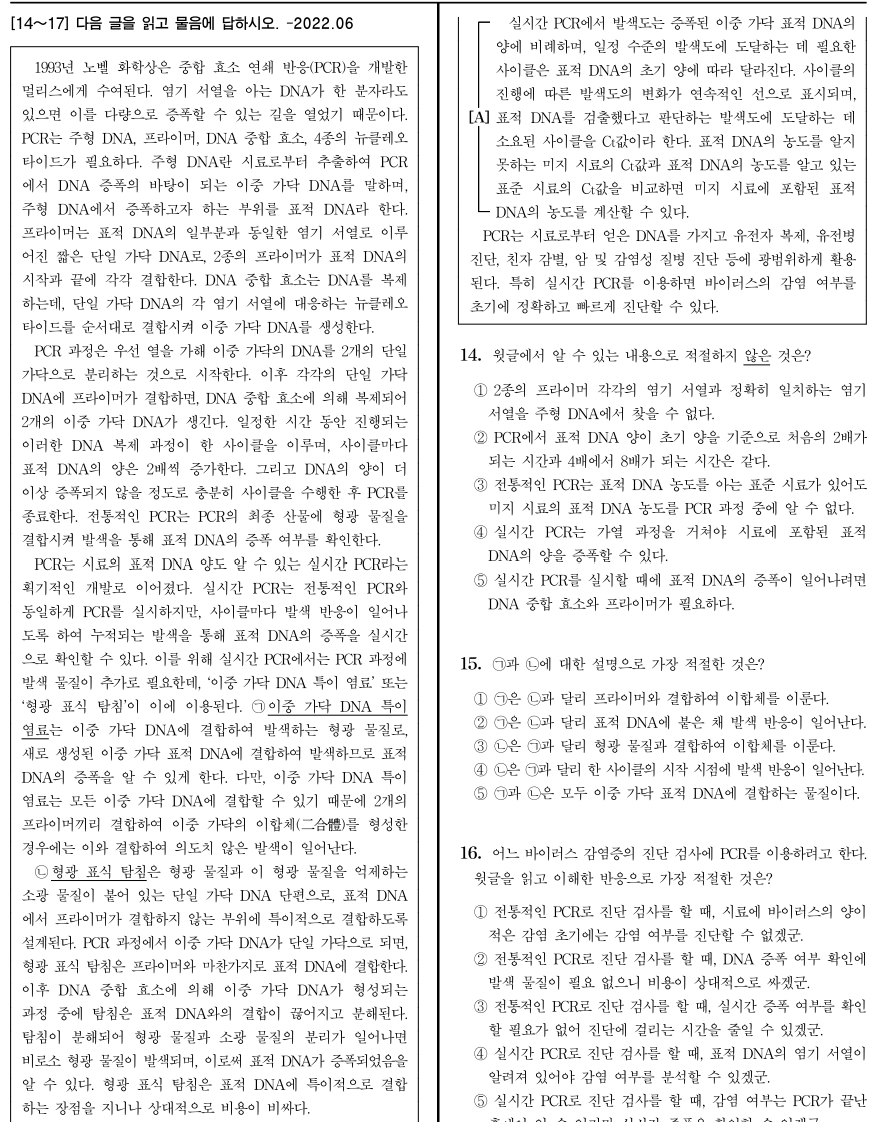 [14～17] 다음 글을 읽고 물음에 답하시오. -2022.06
1993년 노벨 화학상은 중합 효소 연쇄 반응(PCR)을 개발한
멀리스에게 수여된다. 염기 서열을 아는 DNA가 한 분자라도
있으면 이를 다량으로 증폭할 수 있는 길을 열었기 때문이다.
PCR는 주형 DNA, 프라이머, DNA 중합 효소, 4종의 뉴클레오
타이드가 필요하다. 주형 DNA란 시료로부터 추출하여 PCR
에서 DNA 증폭의 바탕이 되는 이중 가닥 DNA를 말하며,
주형 DNA에서 증폭하고자 하는 부위를 표적 DNA라 한다.
프라이머는 표적 DNA의 일부분과 동일한 염기 서열로 이루
어진 짧은 단일 가닥 DNA로, 2종의 프라이머가 표적 DNA의
시작과 끝에 각각 결합한다. DNA 중합 효소는 DNA를 복제
하는데, 단일 가닥 DNA의 각 염기 서열에 대응하는 뉴클레오
타이드를 순서대로 결합시켜 이중 가닥 DNA를 생성한다.
PCR 과정은 우선 열을 가해 이중 가닥의 DNA를 2개의 단일
가닥으로 분리하는 것으로 시작한다. 이후 각각의 단일 가닥
DNA에 프라이머가 결합하면, DNA 중합 효소에 의해 복제되어
2개의 이중 가닥 DNA가 생긴다. 일정한 시간 동안 진행되는
이러한 DNA 복제 과정이 한 사이클을 이루며, 사이클마다
표적 DNA의 양은 2배씩 증가한다. 그리고 DNA의 양이 더
이상 증폭되지 않을 정도로 충분히 사이클을 수행한 후 PCR를
종료한다. 전통적인 PCR는 PCR의 최종 산물에 형광 물질을
결합시켜 발색을 통해 표적 DNA의 증폭 여부를 확인한다.
PCR는 시료의 표적 DNA 양도 알 수 있는 실시간 PCR라는
획기적인 개발로 이어졌다. 실시간 PCR는 전통적인 PCR와
동일하게 PCR를 실시하지만, 사이클마다 발색 반응이 일어나
도록 하여 누적되는 발색을 통해 표적 DNA의 증폭을 실시간
으로 확인할 수 있다. 이를 위해 실시간 PCR에서는 PCR 과정에
발색 물질이 추가로 필요한데, ‘이중 가닥 DNA 특이 염료’ 또는
‘형광 표식 탐침’이 이에 이용된다. ㉠이중 가닥 DNA 특이
염료는 이중 가닥 DNA에 결합하여 발색하는 형광 물질로,
새로 생성된 이중 가닥 표적 DNA에 결합하여 발색하므로 표적
DNA의 증폭을 알 수 있게 한다. 다만, 이중 가닥 DNA 특이
염료는 모든 이중 가닥 DNA에 결합할 수 있기 때문에 2개의
프라이머끼리 결합하여 이중 가닥의 이합체(二合體)를 형성한
경우에는 이와 결합하여 의도치 않은 발색이 일어난다.
㉡형광 표식 탐침은 형광 물질과 이 형광 물질을 억제하는
소광 물질이 붙어 있는 단일 가닥 DNA 단편으로, 표적 DNA
에서 프라이머가 결합하지 않는 부위에 특이적으로 결합하도록
설계된다. PCR 과정에서 이중 가닥 DNA가 단일 가닥으로 되면,
형광 표식 탐침은 프라이머와 마찬가지로 표적 DNA에 결합한다.
이후 DNA 중합 효소에 의해 이중 가닥 DNA가 형성되는
과정 중에 탐침은 표적 DNA와의 결합이 끊어지고 분해된다.
탐침이 분해되어 형광 물질과 소광 물질의 분리가 일어나면
비로소 형광 물질이 발색되며, 이로써 표적 DNA가 증폭되었음을
알 수 있다. 형광 표식 탐침은 표적 DNA에 특이적으로 결합
하는 장점을 지니나 상대적으로 비용이 비싸다.
실시간 PCR에서 발색도는 증폭된 이중 가닥 표적 DNA의
양에 비례하며, 일정 수준의 발색도에 도달하는 데 필요한
사이클은 표적 DNA의 초기 양에 따라 달라진다. 사이클의
진행에 따른 발색도의 변화가 연속적인 선으로 표시되며,
[A] 표적 DNA를 검출했다고 판단하는 발색도에 도달하는 데
소요된 사이클을 Ct값이라 한다. 표적 DNA의 농도를 알지
못하는 미지 시료의 Ct값과 표적 DNA의 농도를 알고 있는
표준 시료의 Ct값을 비교하면 미지 시료에 포함된 표적
DNA의 농도를 계산할 수 있다.
PCR는 시료로부터 얻은 DNA를 가지고 유전자 복제, 유전병
진단, 친자 감별, 암 및 감염성 질병 진단 등에 광범위하게 활용
된다. 특히 실시간 PCR를 이용하면 바이러스의 감염 여부를
초기에 정확하고 빠르게 진단할 수 있다.
14. 윗글에서 알 수 있는 내용으로 적절하지 않은 것은?
① 2종의 프라이머 각각의 염기 서열과 정확히 일치하는 염기
서열을 주형 DNA에서 찾을 수 없다.
② PCR에서 표적 DNA 양이 초기 양을 기준으로 처음의 2배가
되는 시간과 4배에서 8배가 되는 시간은 같다.
③ 전통적인 PCR는 표적 DNA 농도를 아는 표준 시료가 있어도
미지 시료의 표적 DNA 농도를 PCR 과정 중에 알 수 없다.
④ 실시간 PCR는 가열 과정을 거쳐야 시료에 포함된 표적
DNA의 양을 증폭할 수 있다.
⑤ 실시간 PCR를 실시할 때에 표적 DNA의 증폭이 일어나려면
DNA 중합 효소와 프라이머가 필요하다.
15. ㉠과 ㉡에 대한 설명으로 가장 적절한 것은?
① ㉠은 ㉡과 달리 프라이머와 결합하여 이합체를 이룬다.
② ㉠은 ㉡과 달리 표적 DNA에 붙은 채 발색 반응이 일어난다.
③ ㉡은 ㉠과 달리 형광 물질과 결합하여 이합체를 이룬다.
④ ㉡은 ㉠과 달리 한 사이클의 시작 시점에 발색 반응이 일어난다.
⑤ ㉠과 ㉡은 모두 이중 가닥 표적 DNA에 결합하는 물질이다.
16. 어느 바이러스 감염증의 진단 검사에 PCR를 이용하려고 한다.
윗글을 읽고 이해한 반응으로 가장 적절한 것은?
① 전통적인 PCR로 진단 검사를 할 때, 시료에 바이러스의 양이
적은 감염 초기에는 감염 여부를 진단할 수 없겠군.
② 전통적인 PCR로 진단 검사를 할 때, DNA 증폭 여부 확인에
발색 물질이 필요 없으니 비용이 상대적으로 싸겠군.
③ 전통적인 PCR로 진단 검사를 할 때, 실시간 증폭 여부를 확인
할 필요가 없어 진단에 걸리는 시간을 줄일 수 있겠군.
④ 실시간 PCR로 진단 검사를 할 때, 표적 DNA의 염기 서열이
알려져 있어야 감염 여부를 분석할 수 있겠군.
⑤ 실시간 PCR로 진단 검사를 할 때, 감염 여부는 PCR가 끝난